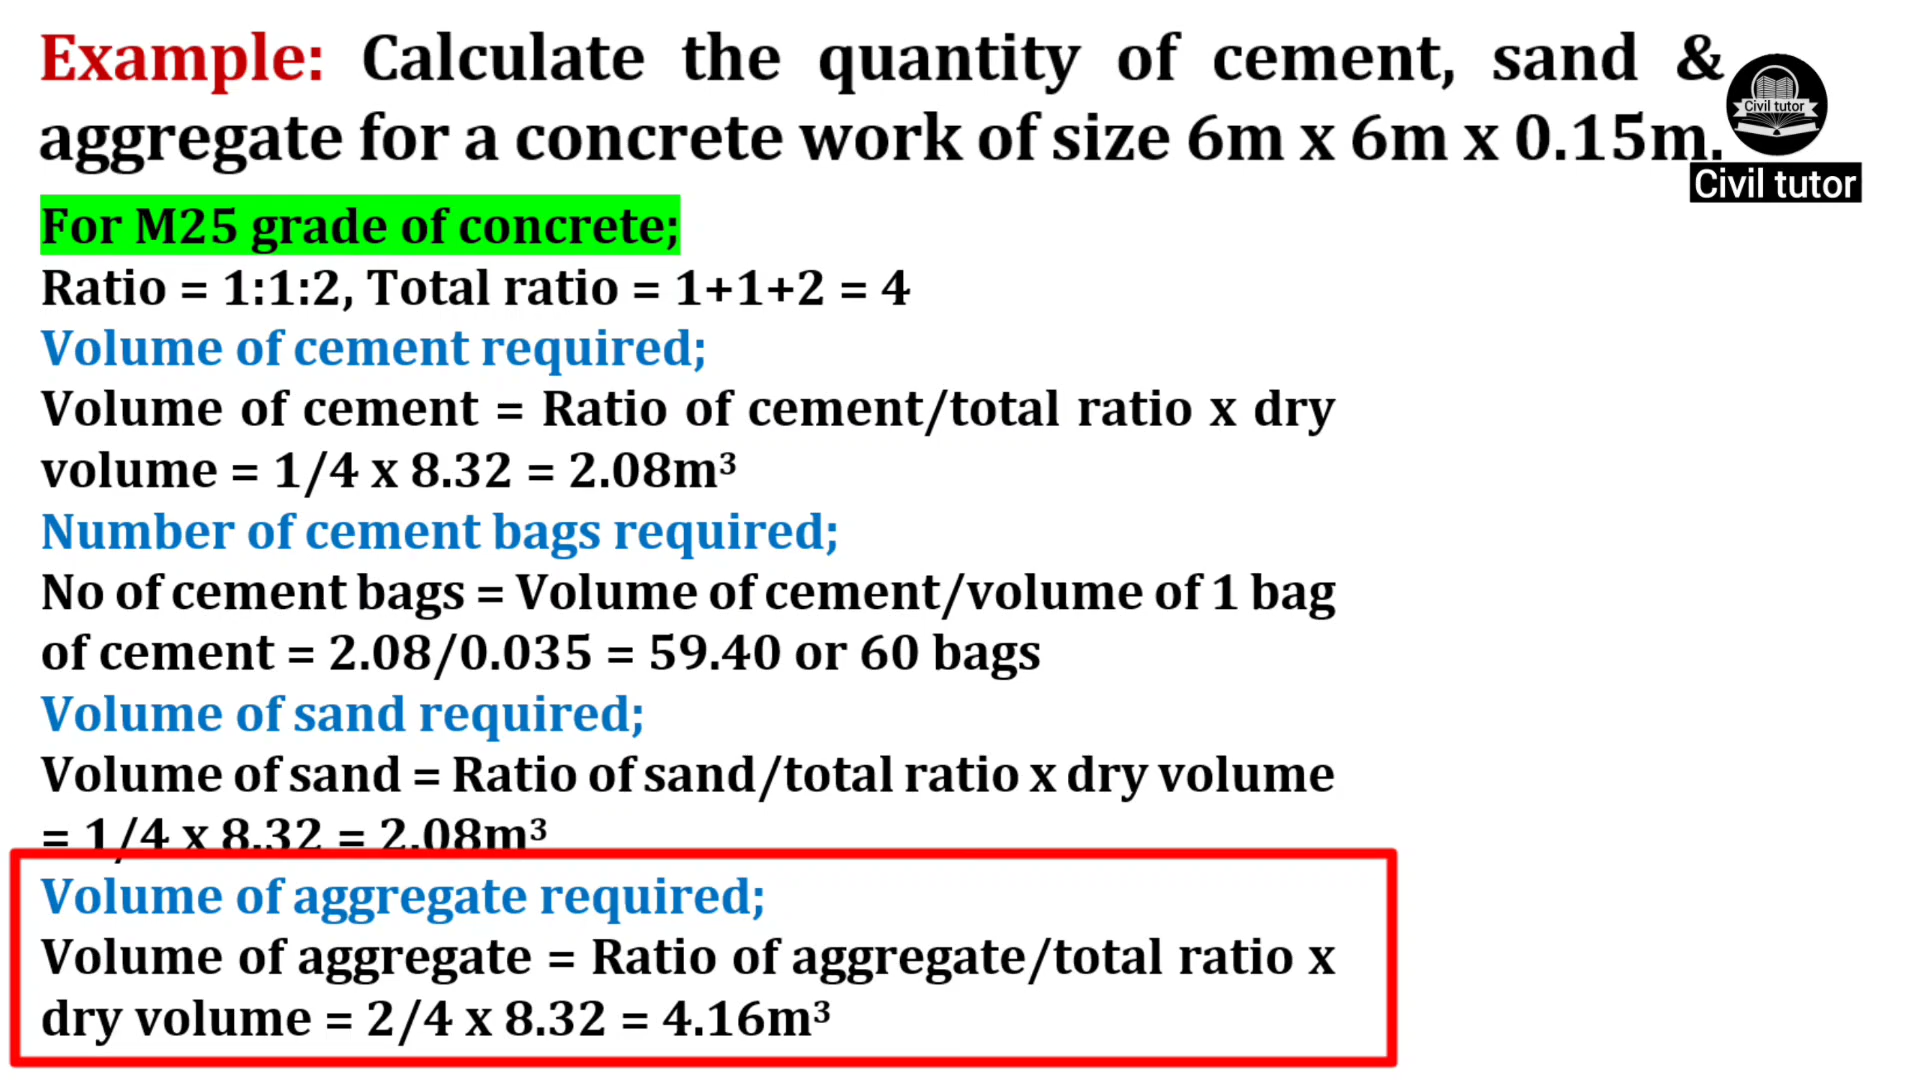 Example: Calculate the quantity of cement, sand &
aggregate for a concrete work of size 6m x 6m x 0.15m.
Civil tutor
Civil tutor
For M25 grade of concrete;
Ratio = 1:1:2, Total ratio = 1+1+2 = 4
Volume of cement required;
Volume of cement = Ratio of cement/total ratio x dry
volume = 1/4 x 8.32 = 2.08m³
Number of cement bags required;
No of cement bags = Volume of cement/volume of 1 bag
of cement = 2.08/0.035 = 59.40 or 60 bags
Volume of sand required;
Volume of sand = Ratio of sand/total ratio x dry volume
= 1/4 x 8.32 = 2.08m³
Volume of aggregate required;
Volume of aggregate = Ratio of aggregate/total ratio x
dry volume = 2/4 x 8.32 = 4.16m³